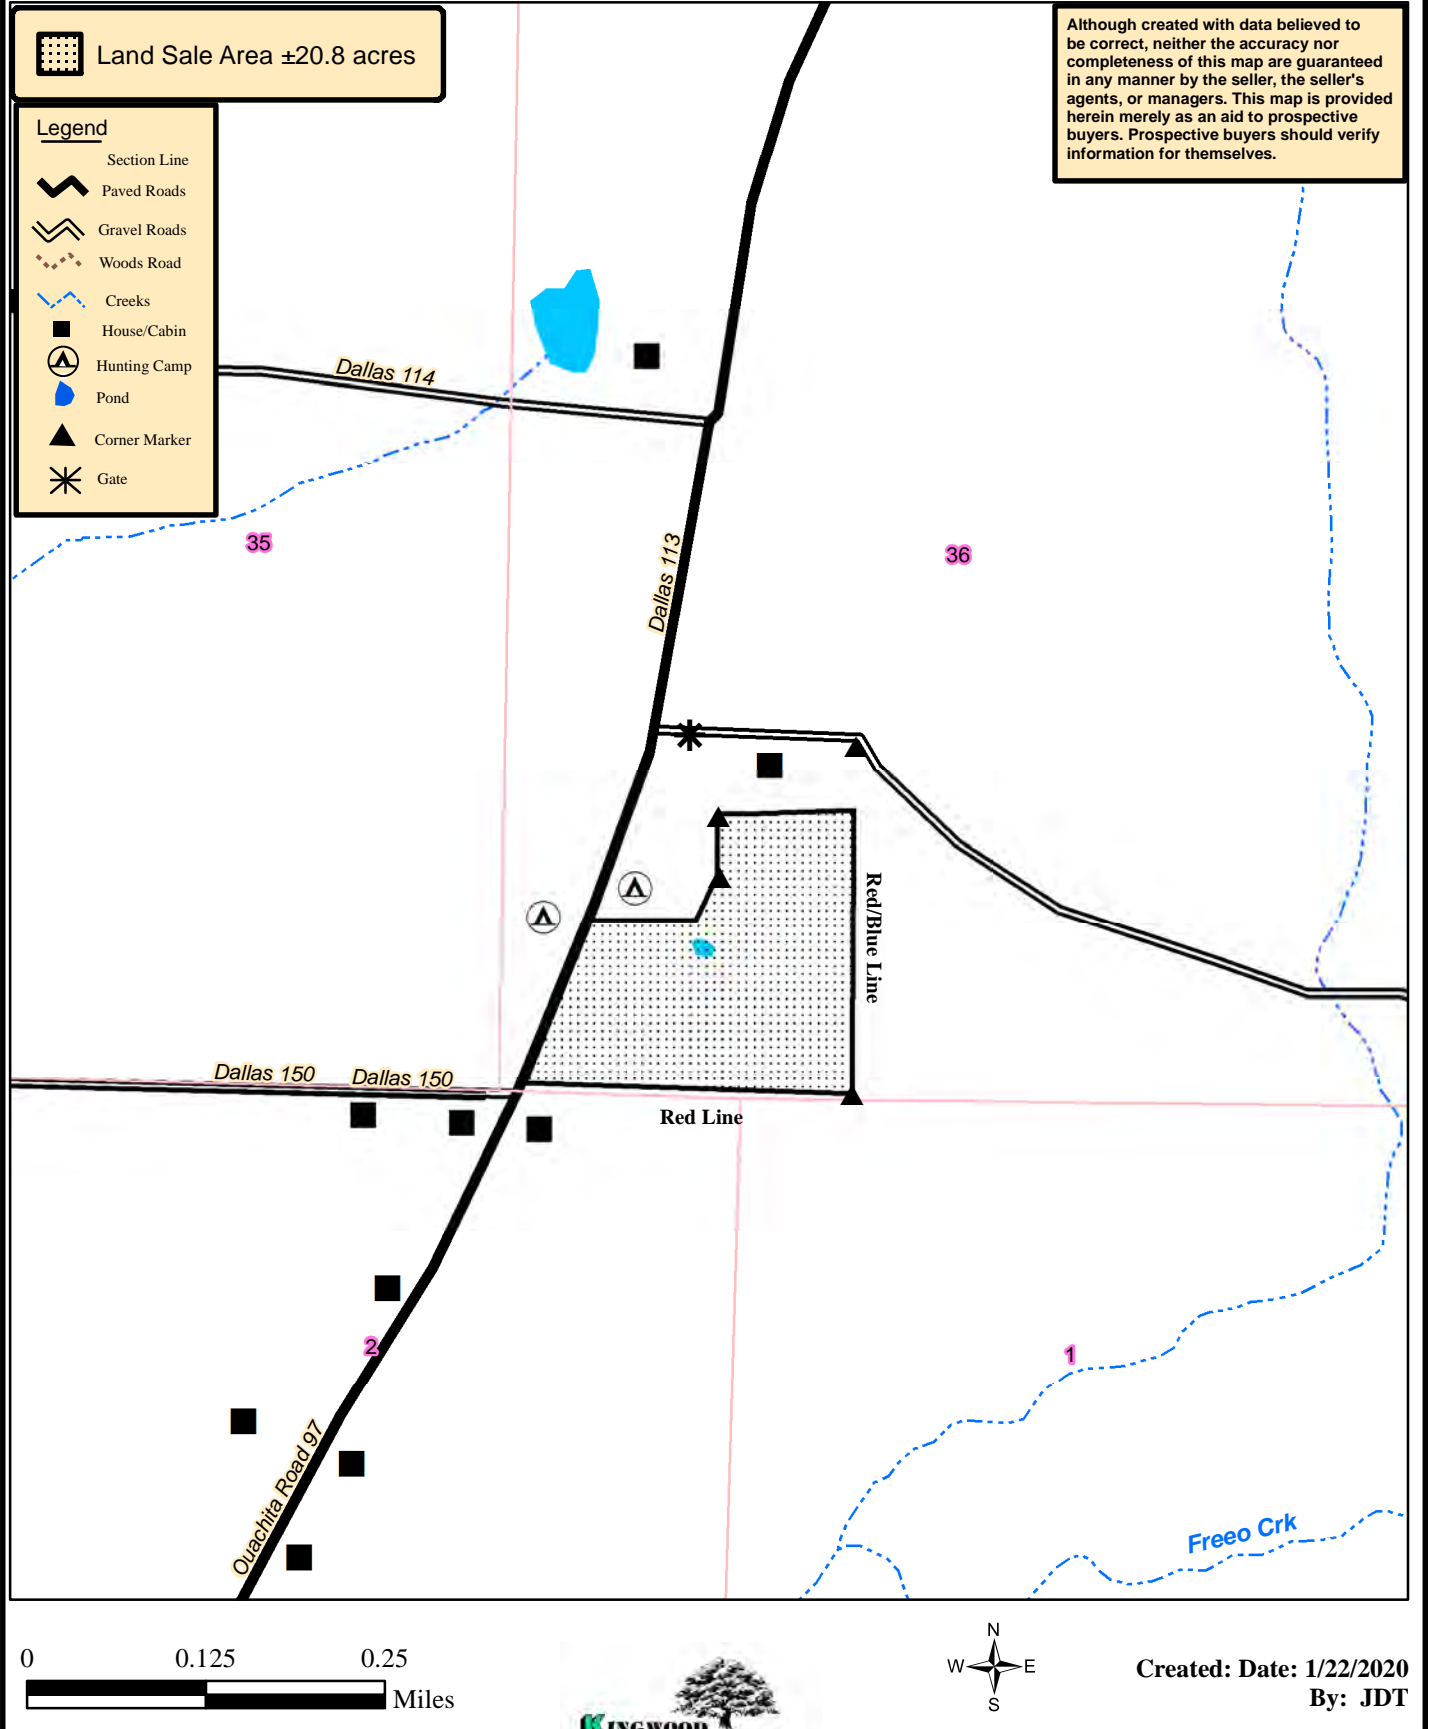 Land Sale Area ±20.8 acres
Although created with data believed to
be correct, neither the accuracy nor
completeness of this map are guaranteed
in any manner by the seller, the seller's
agents, or managers. This map is provided
herein merely as an aid to prospective
buyers. Prospective buyers should verify
information for themselves.
Legend
Section Line
Paved Roads
Gravel Roads
Woods Road
Creeks
House/Cabin
Hunting Camp
Pond
Corner Marker
Gate
Dallas 114
35
36
Dallas 113
Red/Blue Line
Dallas 150
Dallas 150
Red Line
2
1
Ouachita Road 97
Freeo Crk
0 0.125 0.25
Miles
N
W E
S
Created: Date: 1/22/2020
By: JDT
KINGWOOD